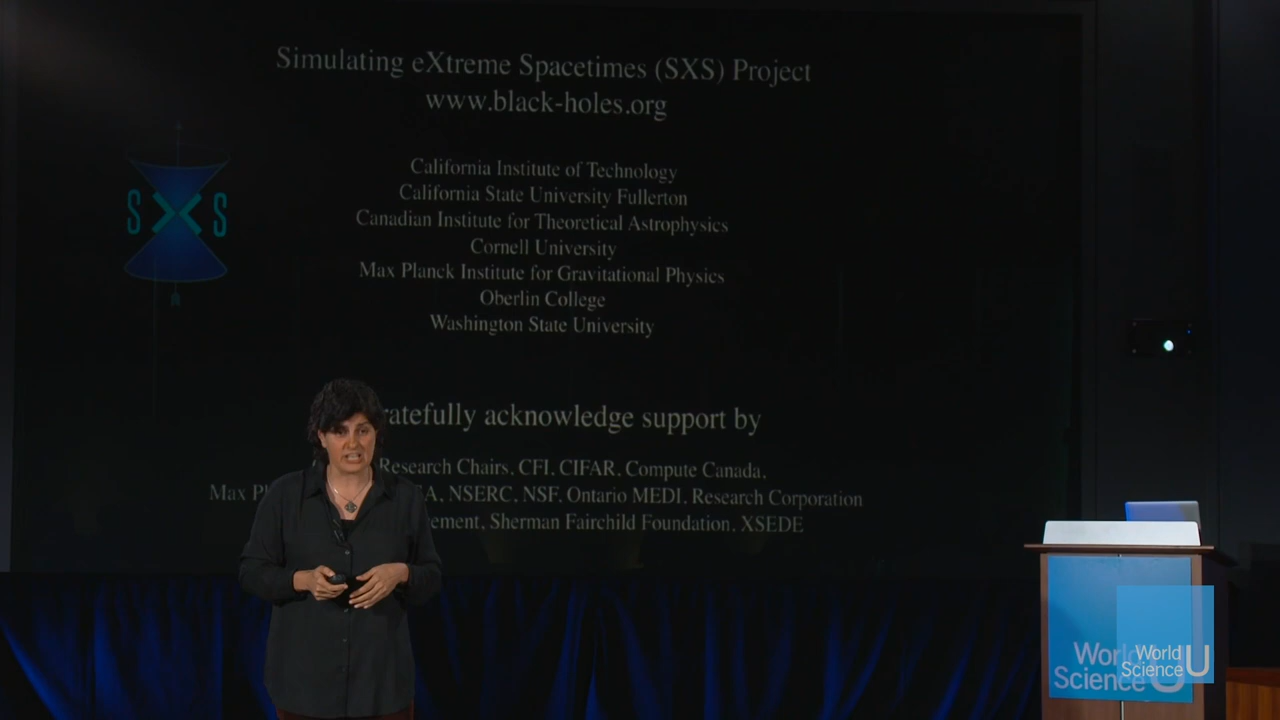 Simulating eXtreme Spacetimes (SXS) Project
www.black-holes.org
SXS
California Institute of Technology
California State University Fullerton
Canadian Institute for Theoretical Astrophysics
Cornell University
Max Planck Institute for Gravitational Physics
Oberlin College
Washington State University
ratefully acknowledge support by
Research Chairs, CFI, CIFAR, Compute Canada,
Max Pl A, NSERC, NSF, Ontario MEDI, Research Corporation
ement, Sherman Fairchild Foundation, XSEDE
World
Science U
World
Science U